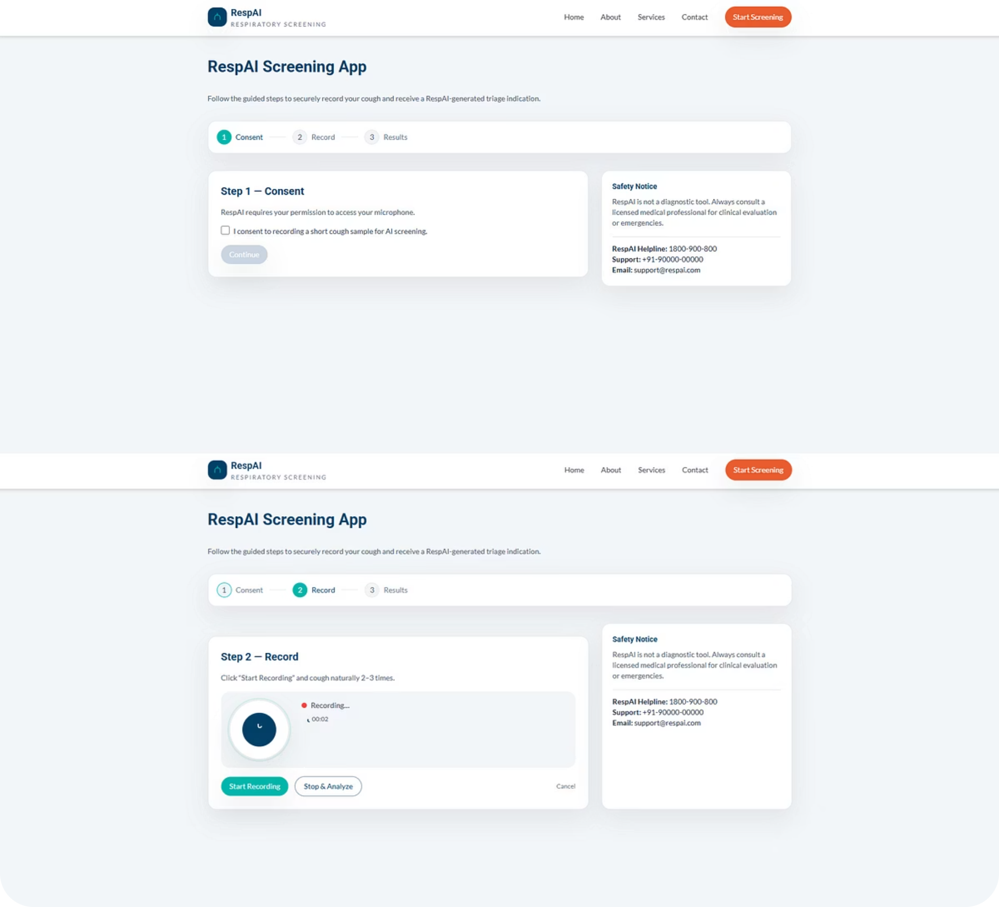 RespAI
RESPIRATORY SCREENING
Home About Services Contact Start Screening
RespAI Screening App
Follow the guided steps to securely record your cough and receive a RespAI-generated triage indication.
1 Consent 2 Record 3 Results
Step 1 — Consent
RespAI requires your permission to access your microphone.
I consent to recording a short cough sample for AI screening.
Continue
Safety Notice
RespAI is not a diagnostic tool. Always consult a
licensed medical professional for clinical evaluation
or emergencies.
RespAI Helpline: 1800-900-800
Support: +91-90000-00000
Email: support@respai.com
RespAI
RESPIRATORY SCREENING
Home About Services Contact Start Screening
RespAI Screening App
Follow the guided steps to securely record your cough and receive a RespAI-generated triage indication.
1 Consent 2 Record 3 Results
Step 2 — Record
Click “Start Recording” and cough naturally 2–3 times.
Recording...
00:02
Start Recording Stop & Analyze Cancel
Safety Notice
RespAI is not a diagnostic tool. Always consult a
licensed medical professional for clinical evaluation
or emergencies.
RespAI Helpline: 1800-900-800
Support: +91-90000-00000
Email: support@respai.com